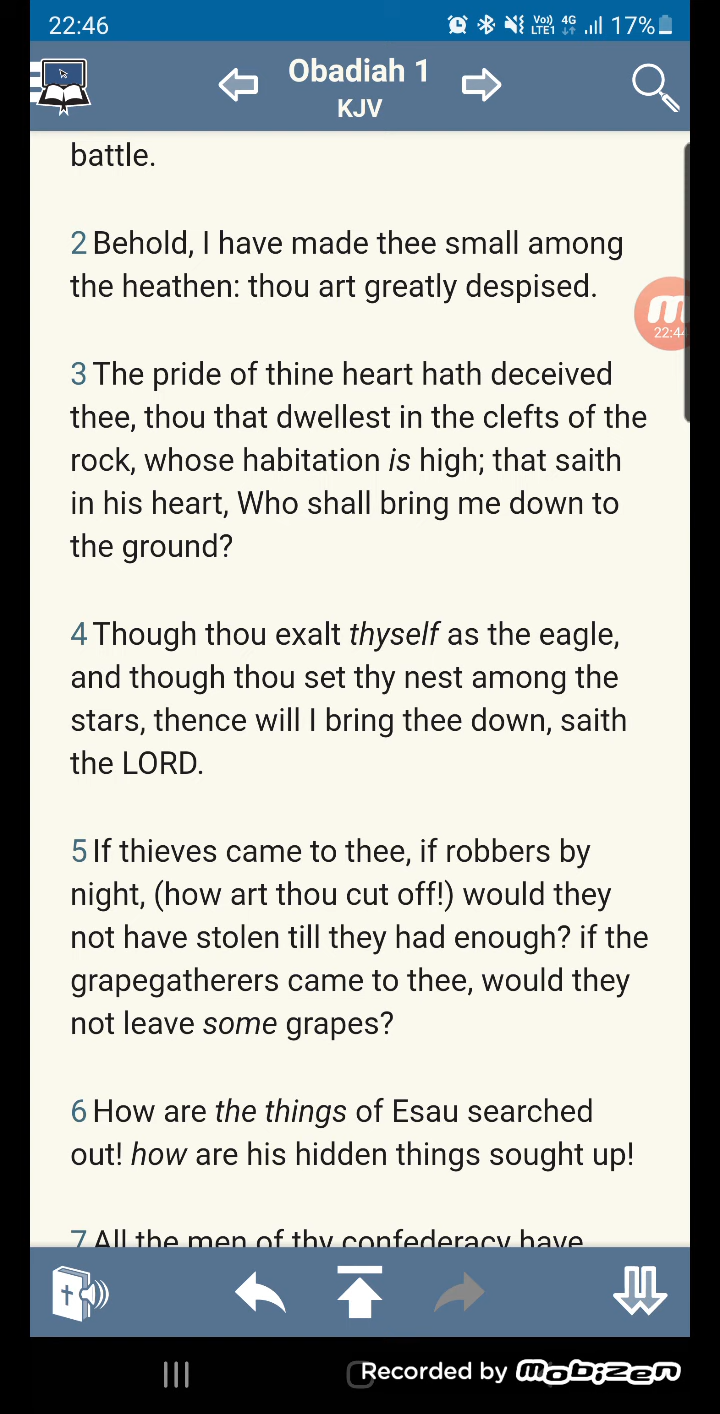 22:46 Vo)) LTE1 4G 17%
Obadiah 1
KJV
battle.
2 Behold, I have made thee small among
the heathen: thou art greatly despised.
22:44
3 The pride of thine heart hath deceived
thee, thou that dwellest in the clefts of the
rock, whose habitation is high; that saith
in his heart, Who shall bring me down to
the ground?
4 Though thou exalt thyself as the eagle,
and though thou set thy nest among the
stars, thence will I bring thee down, saith
the LORD.
5 If thieves came to thee, if robbers by
night, (how art thou cut off!) would they
not have stolen till they had enough? if the
grapegatherers came to thee, would they
not leave some grapes?
6 How are the things of Esau searched
out! how are his hidden things sought up!
7 All the men of thy confederacy have
Recorded by mobizen